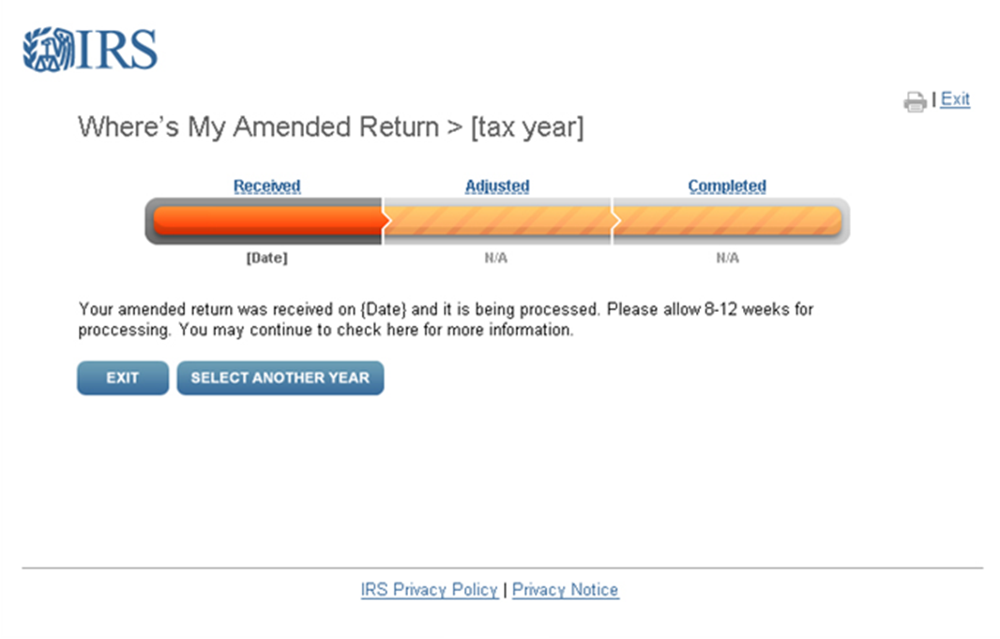 IRS
| Exit
Where's My Amended Return > [tax year]
Received Adjusted Completed
[Date] N/A N/A
Your amended return was received on {Date} and it is being processed. Please allow 8-12 weeks for
proccessing. You may continue to check here for more information.
EXIT SELECT ANOTHER YEAR
IRS Privacy Policy | Privacy Notice